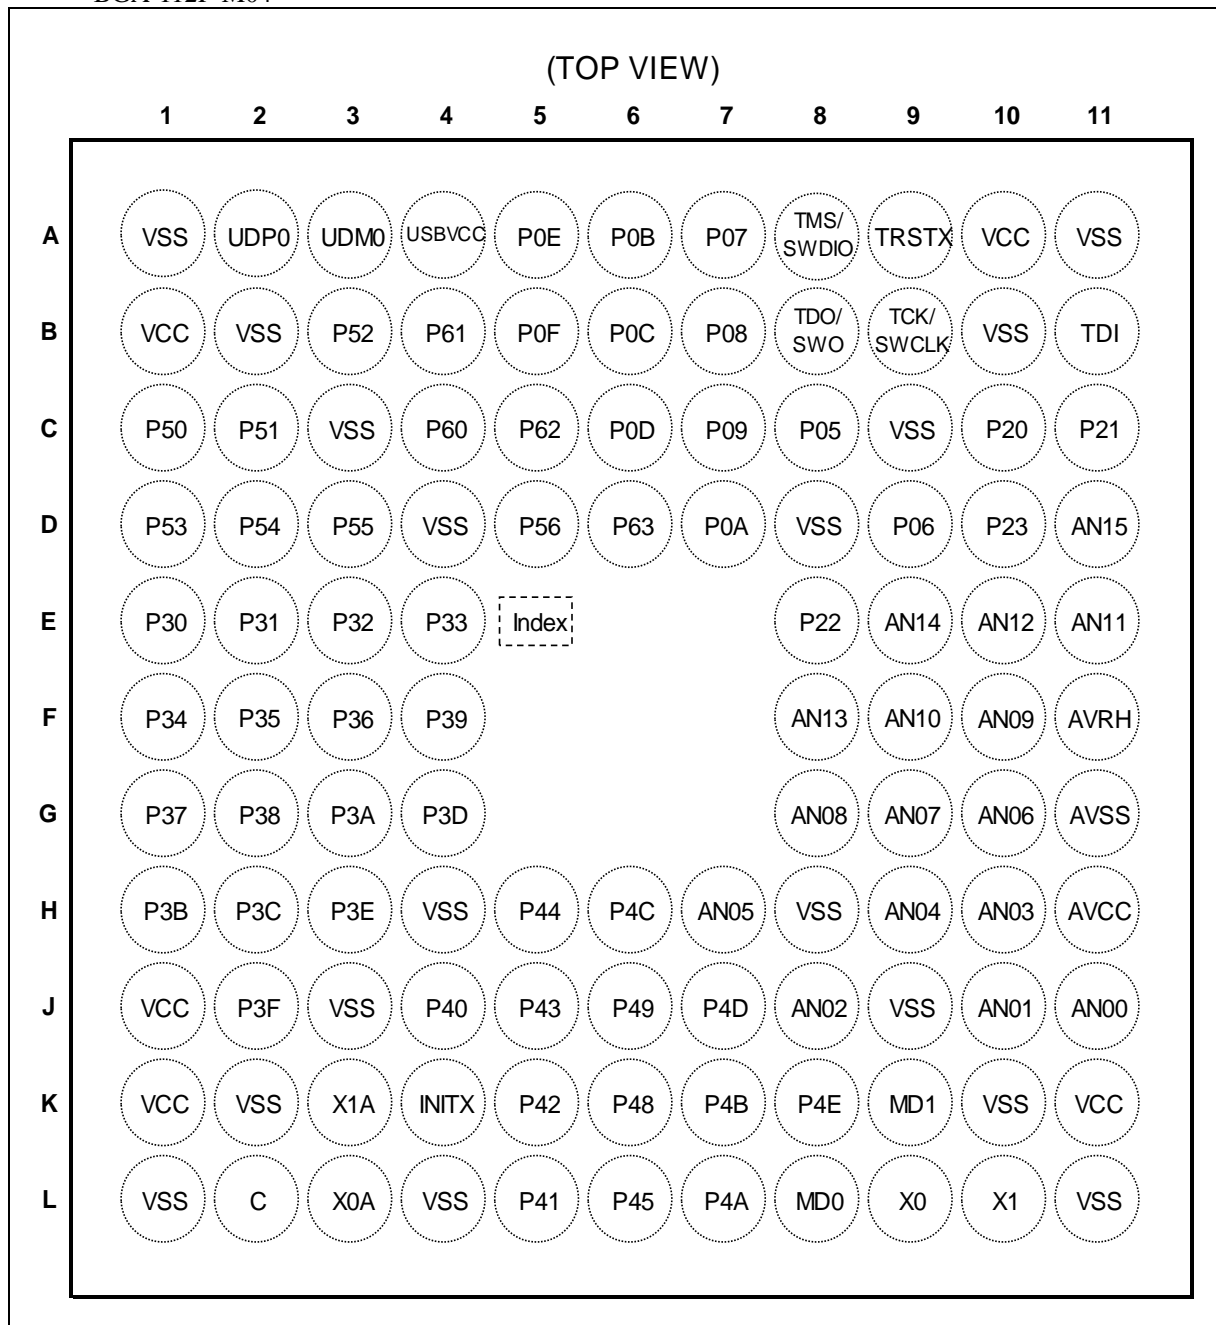 BGA-112P-M04
(TOP VIEW)
1 2 3 4 5 6 7 8 9 10 11
A VSS UDP0 UDM0 USBVCC P0E P0B P07 TMS/SWDIO TRSTX VCC VSS
B VCC VSS P52 P61 P0F P0C P08 TDO/SWO TCK/SWCLK VSS TDI
C P50 P51 VSS P60 P62 P0D P09 P05 VSS P20 P21
D P53 P54 P55 VSS P56 P63 P0A VSS P06 P23 AN15
E P30 P31 P32 P33 Index P22 AN14 AN12 AN11
F P34 P35 P36 P39 AN13 AN10 AN09 AVRH
G P37 P38 P3A P3D AN08 AN07 AN06 AVSS
H P3B P3C P3E VSS P44 P4C AN05 VSS AN04 AN03 AVCC
J VCC P3F VSS P40 P43 P49 P4D AN02 VSS AN01 AN00
K VCC VSS X1A INITX P42 P48 P4B P4E MD1 VSS VCC
L VSS C X0A VSS P41 P45 P4A MD0 X0 X1 VSS